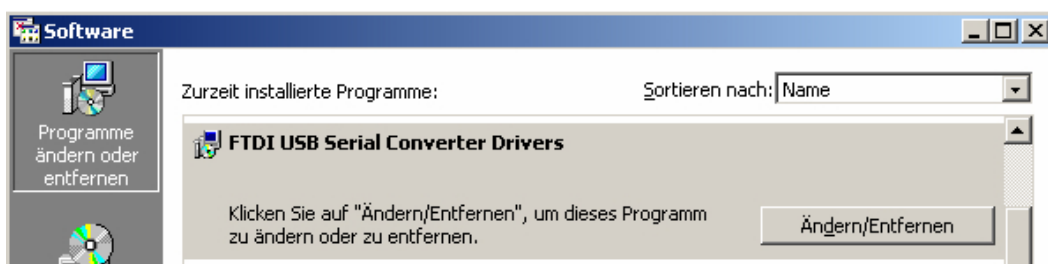 Software
Zurzeit installierte Programme:
Sortieren nach: Name
Programme
ändern oder
entfernen
FTDI USB Serial Converter Drivers
Klicken Sie auf "Ändern/Entfernen", um dieses Programm
zu ändern oder zu entfernen.
Ändern/Entfernen